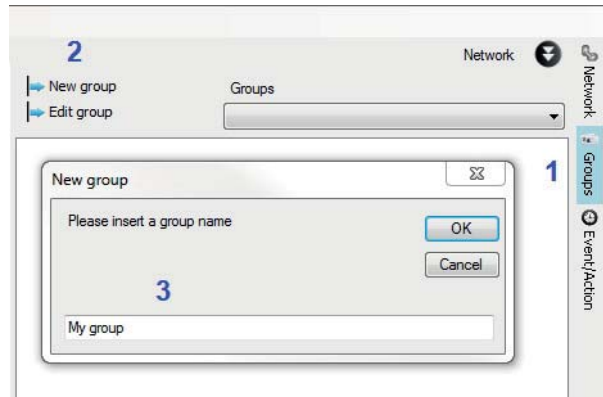 2
Network
New group
Groups
Edit group
New group
Please insert a group name
OK
Cancel
3
My group
1
Network
Groups
Event/Action